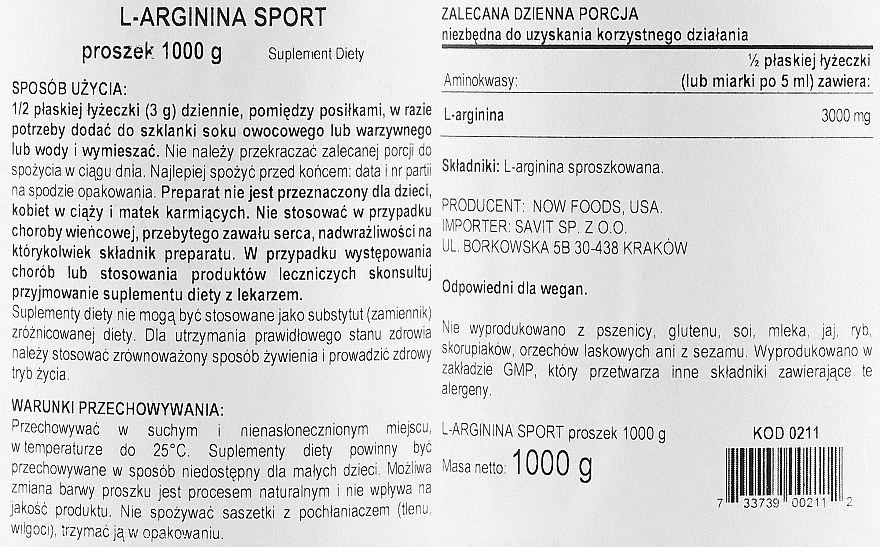 L-ARGININA SPORT
proszek 1000 g Suplement Diety
SPOSÓB UŻYCIA:
1/2 płaskiej łyżeczki (3 g) dziennie, pomiędzy posiłkami, w razie
potrzeby dodać do szklanki soku owocowego lub warzywnego
lub wody i wymieszać. Nie należy przekraczać zalecanej porcji do
spożycia w ciągu dnia. Najlepiej spożyć przed końcem: data i nr partii
na spodzie opakowania. Preparat nie jest przeznaczony dla dzieci,
kobiet w ciąży i matek karmiących. Nie stosować w przypadku
choroby wieńcowej, przebytego zawału serca, nadwrażliwości na
którykolwiek składnik preparatu. W przypadku występowania
chorób lub stosowania produktów leczniczych skonsultuj
przyjmowanie suplementu diety z lekarzem.
Suplementy diety nie mogą być stosowane jako substytut (zamiennik)
zróżnicowanej diety. Dla utrzymania prawidłowego stanu zdrowia
należy stosować zrównoważony sposób żywienia i prowadzić zdrowy
tryb życia.
WARUNKI PRZECHOWYWANIA:
Przechowywać w suchym i nienasłonecznionym miejscu,
w temperaturze do 25°C. Suplementy diety powinny być
przechowywane w sposób niedostępny dla małych dzieci. Możliwa
zmiana barwy proszku jest procesem naturalnym i nie wpływa na
jakość produktu. Nie spożywać saszetki z pochłaniaczem (tlenu,
wilgoci), trzymać ją w opakowaniu.
ZALECANA DZIENNA PORCJA
niezbędna do uzyskania korzystnego działania
½ płaskiej łyżeczki
Aminokwasy: (lub miarki po 5 ml) zawiera:
L-arginina 3000 mg
Składniki: L-arginina sproszkowana.
PRODUCENT: NOW FOODS, USA.
IMPORTER: SAVIT SP. Z O.O.
UL. BORKOWSKA 5B 30-438 KRAKÓW
Odpowiedni dla wegan.
Nie wyprodukowano z pszenicy, glutenu, soi, mleka, jaj, ryb,
skorupiaków, orzechów laskowych ani z sezamu. Wyprodukowano w
zakładzie GMP, który przetwarza inne składniki zawierające te
alergeny.
L-ARGININA SPORT proszek 1000 g KOD 0211
Masa netto: 1000 g
7 33739 00211 2